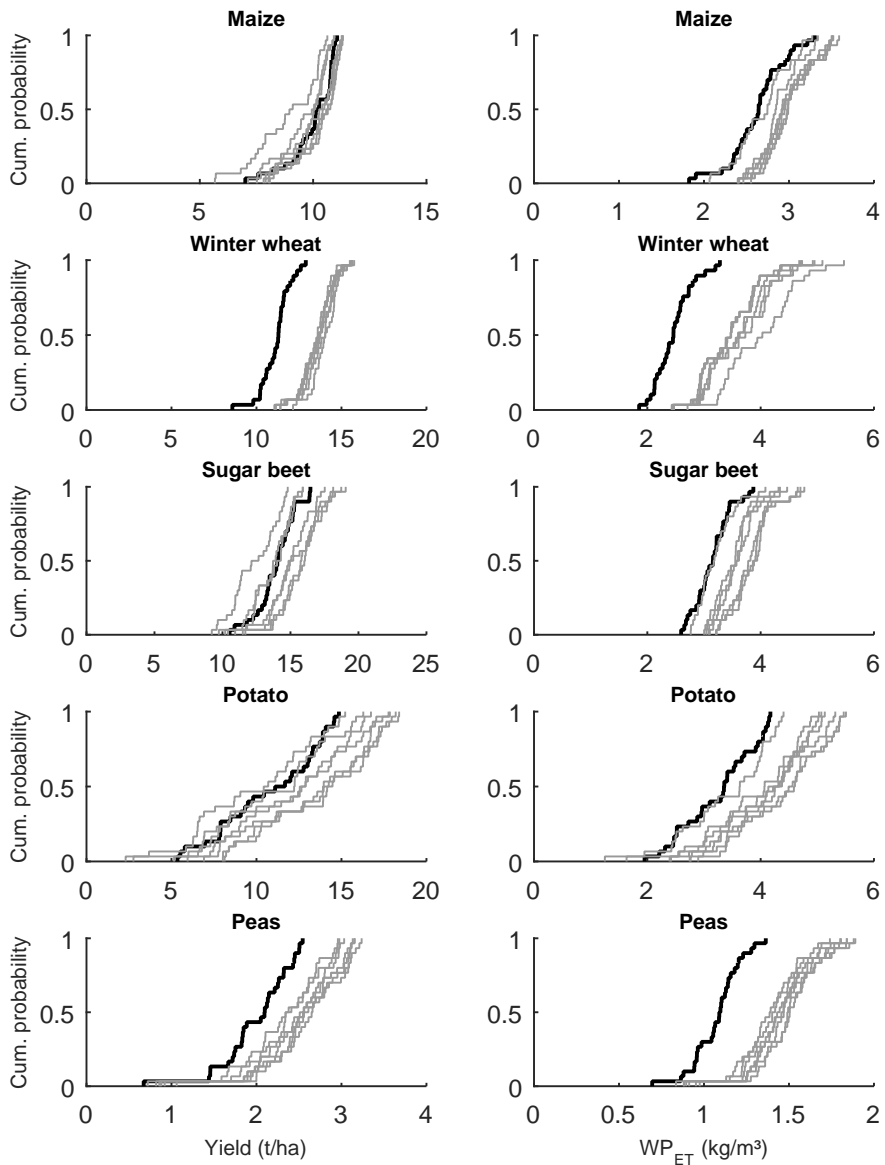 Maize
Maize
Cum. probability
1
0.5
0
0 5 10 15
1
0.5
0
0 1 2 3 4
Winter wheat
Winter wheat
Cum. probability
1
0.5
0
0 5 10 15 20
1
0.5
0
0 2 4 6
Sugar beet
Sugar beet
Cum. probability
1
0.5
0
0 5 10 15 20 25
1
0.5
0
0 2 4 6
Potato
Potato
Cum. probability
1
0.5
0
0 5 10 15 20
1
0.5
0
0 2 4 6
Peas
Peas
Cum. probability
1
0.5
0
0 1 2 3 4
1
0.5
0
0 0.5 1 1.5 2
Yield (t/ha)
WP_ET (kg/m³)